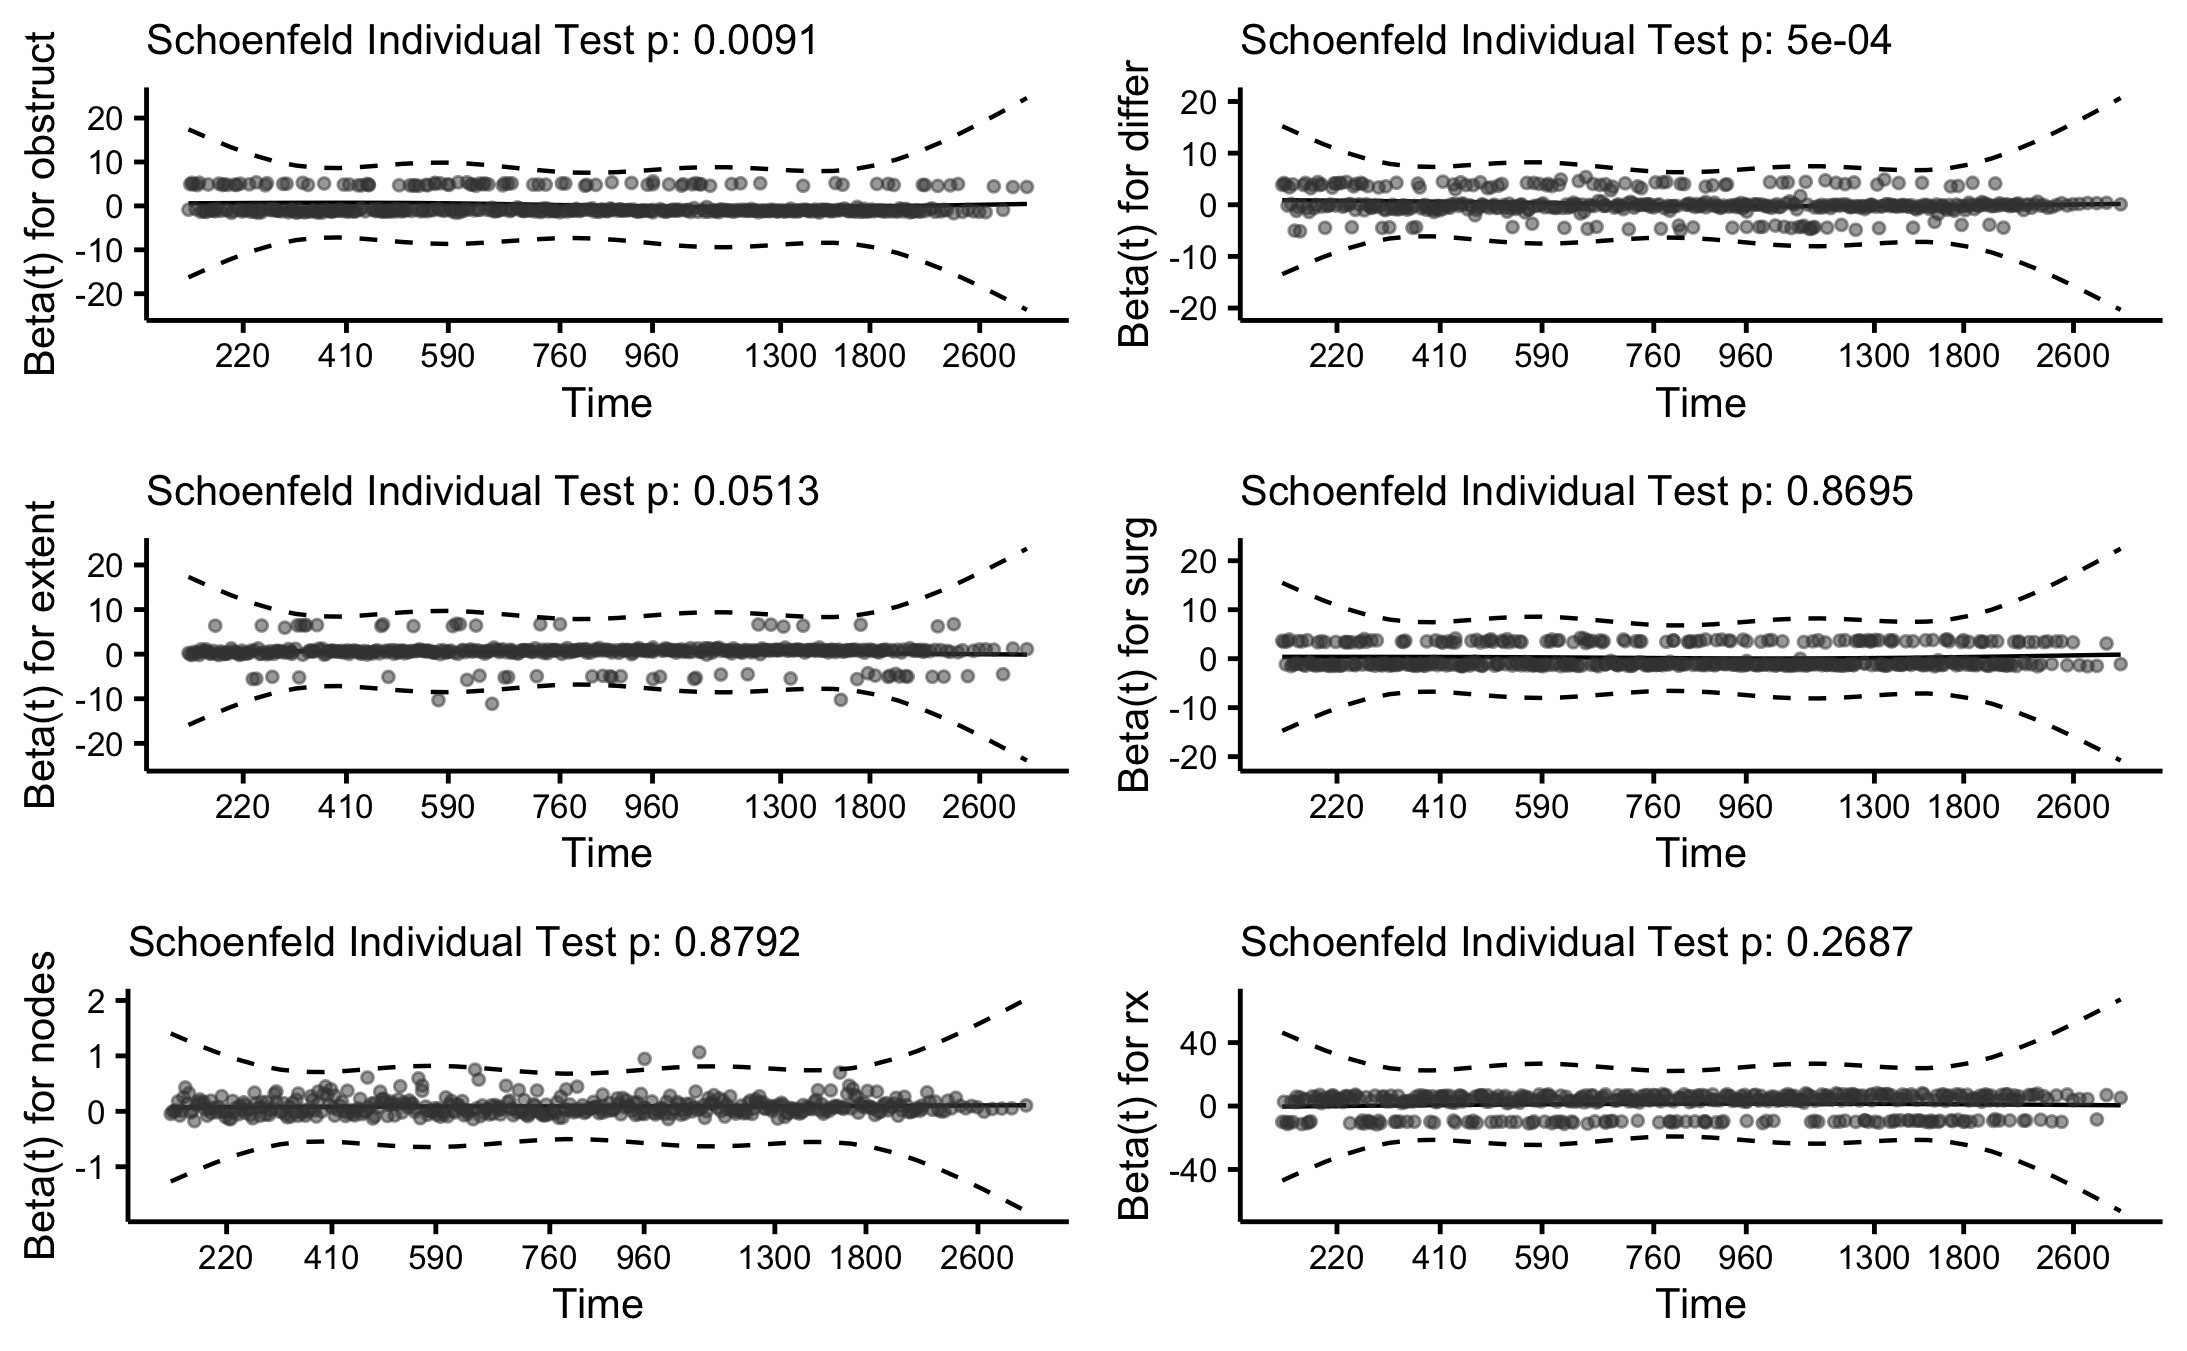 Schoenfeld Individual Test p: 0.0091
Beta(t) for obstruct
20
10
0
-10
-20
220 410 590 760 960 1300 1800 2600
Time
Schoenfeld Individual Test p: 5e-04
Beta(t) for differ
20
10
0
-10
-20
220 410 590 760 960 1300 1800 2600
Time
Schoenfeld Individual Test p: 0.0513
Beta(t) for extent
20
10
0
-10
-20
220 410 590 760 960 1300 1800 2600
Time
Schoenfeld Individual Test p: 0.8695
Beta(t) for surg
20
10
0
-10
-20
220 410 590 760 960 1300 1800 2600
Time
Schoenfeld Individual Test p: 0.8792
Beta(t) for nodes
2
1
0
-1
220 410 590 760 960 1300 1800 2600
Time
Schoenfeld Individual Test p: 0.2687
Beta(t) for rx
40
0
-40
220 410 590 760 960 1300 1800 2600
Time